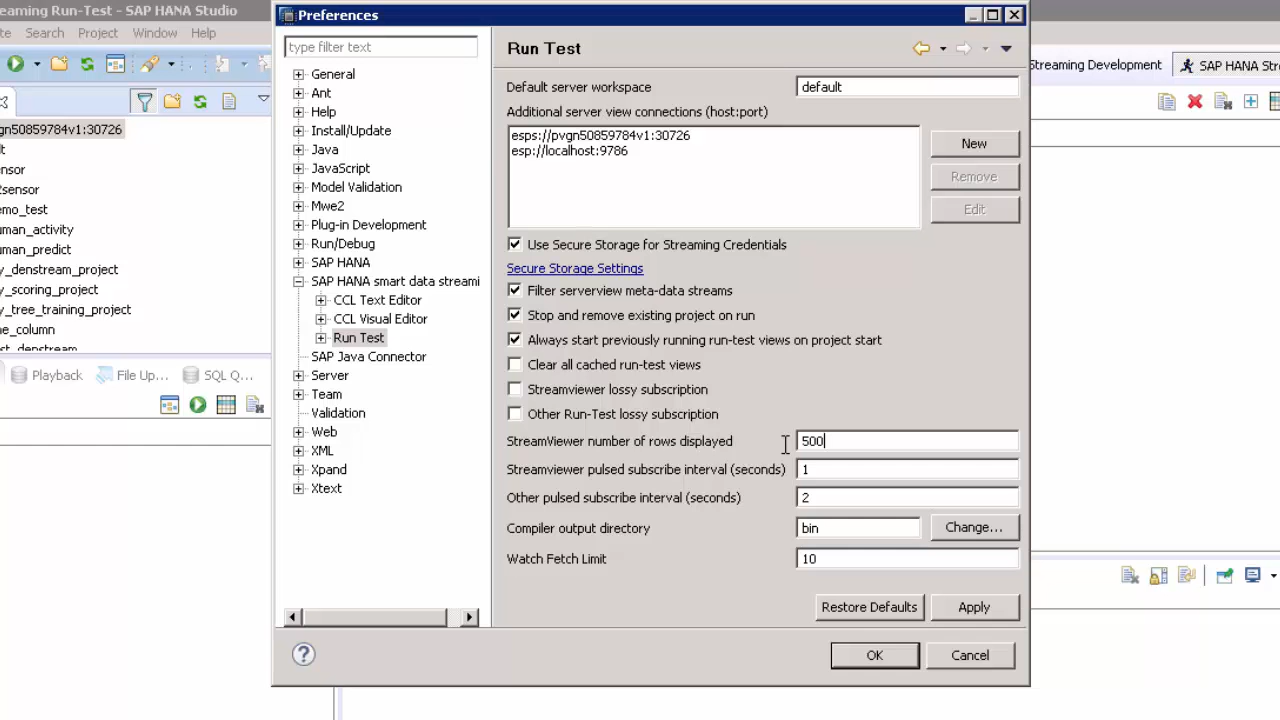 eaming Run-Test - SAP HANA Studio
te Search Project Window Help
gn50859784v1:30726
lt
ensor
2sensor
emo_test
uman_activity
uman_predict
y_denstream_project
y_scoring_project
y_tree_training_project
ne_column
st_denstream
Playback File Up... SQL Q...
Preferences
type filter text
General
Ant
Help
Install/Update
Java
JavaScript
Model Validation
Mwe2
Plug-in Development
Run/Debug
SAP HANA
SAP HANA smart data streami
CCL Text Editor
CCL Visual Editor
Run Test
SAP Java Connector
Server
Team
Validation
Web
XML
Xpand
Xtext
Run Test
Default server workspace default
Additional server view connections (host:port)
esps://pvgn50859784v1:30726
esp://localhost:9786
New
Remove
Edit
Use Secure Storage for Streaming Credentials
Secure Storage Settings
Filter serverview meta-data streams
Stop and remove existing project on run
Always start previously running run-test views on project start
Clear all cached run-test views
Streamviewer lossy subscription
Other Run-Test lossy subscription
StreamViewer number of rows displayed 500
Streamviewer pulsed subscribe interval (seconds) 1
Other pulsed subscribe interval (seconds) 2
Compiler output directory bin Change...
Watch Fetch Limit 10
Restore Defaults Apply
OK Cancel
Streaming Development SAP HANA Stre